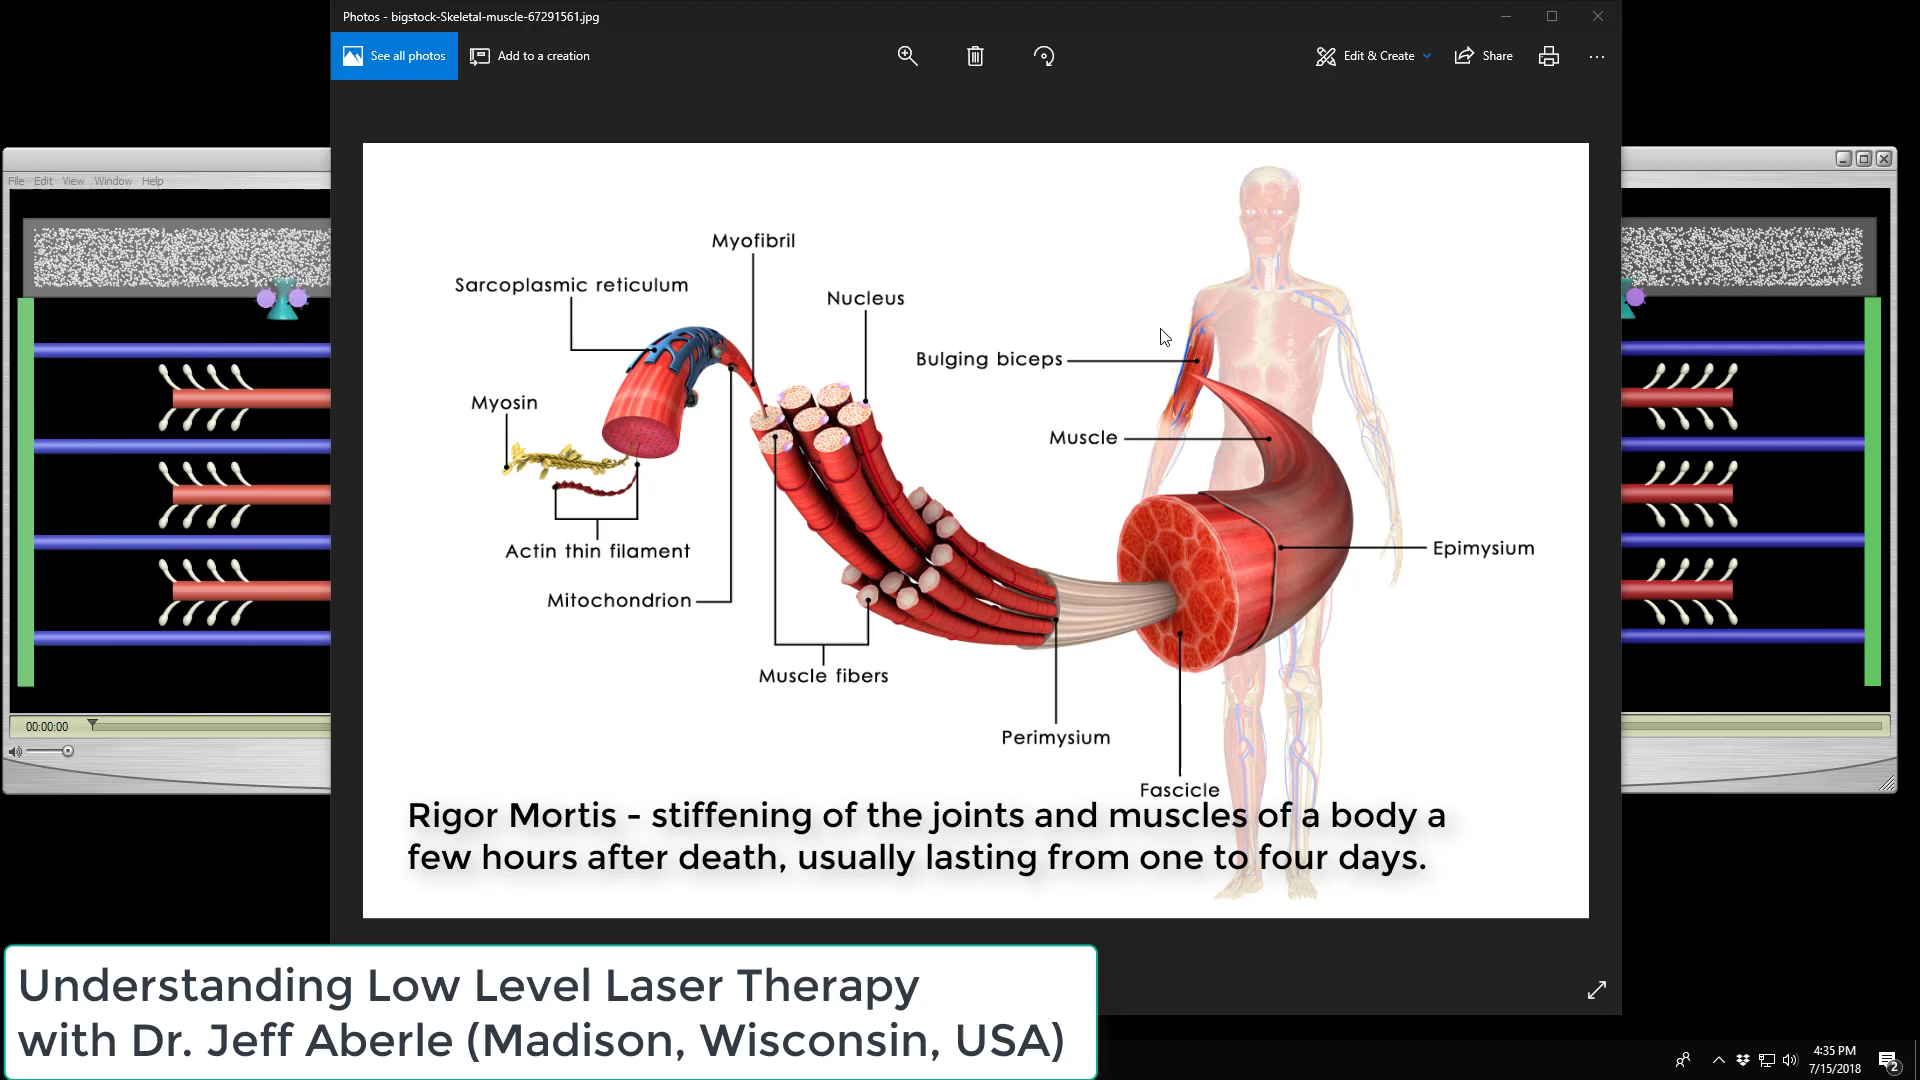 Photos - bigstock-Skeletal-muscle-67291561.jpg
See all photos
Add to a creation
Edit & Create
Share
File Edit View Window Help
Myofibril
Sarcoplasmic reticulum
Nucleus
Bulging biceps
Myosin
Muscle
Actin thin filament
Epimysium
Mitochondrion
Muscle fibers
Perimysium
Fascicle
00:00:00
Rigor Mortis - stiffening of the joints and muscles of a body a
few hours after death, usually lasting from one to four days.
Understanding Low Level Laser Therapy
with Dr. Jeff Aberle (Madison, Wisconsin, USA)
4:35 PM
7/15/2018
2